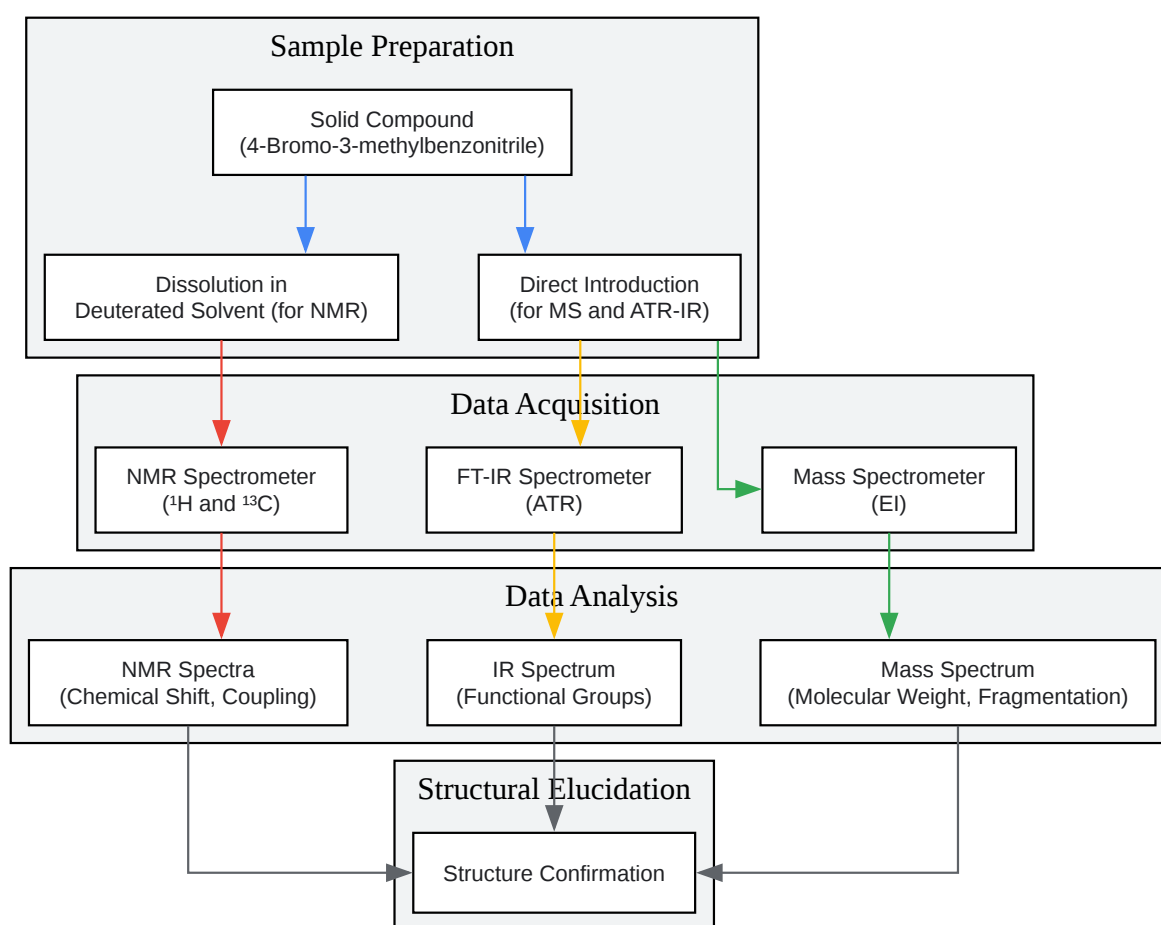 Sample Preparation
Solid Compound
(4-Bromo-3-methylbenzonitrile)
Dissolution in
Deuterated Solvent (for NMR)
Direct Introduction
(for MS and ATR-IR)
Data Acquisition
NMR Spectrometer
(¹H and ¹³C)
FT-IR Spectrometer
(ATR)
Mass Spectrometer
(EI)
Data Analysis
NMR Spectra
(Chemical Shift, Coupling)
IR Spectrum
(Functional Groups)
Mass Spectrum
(Molecular Weight, Fragmentation)
Structural Elucidation
Structure Confirmation